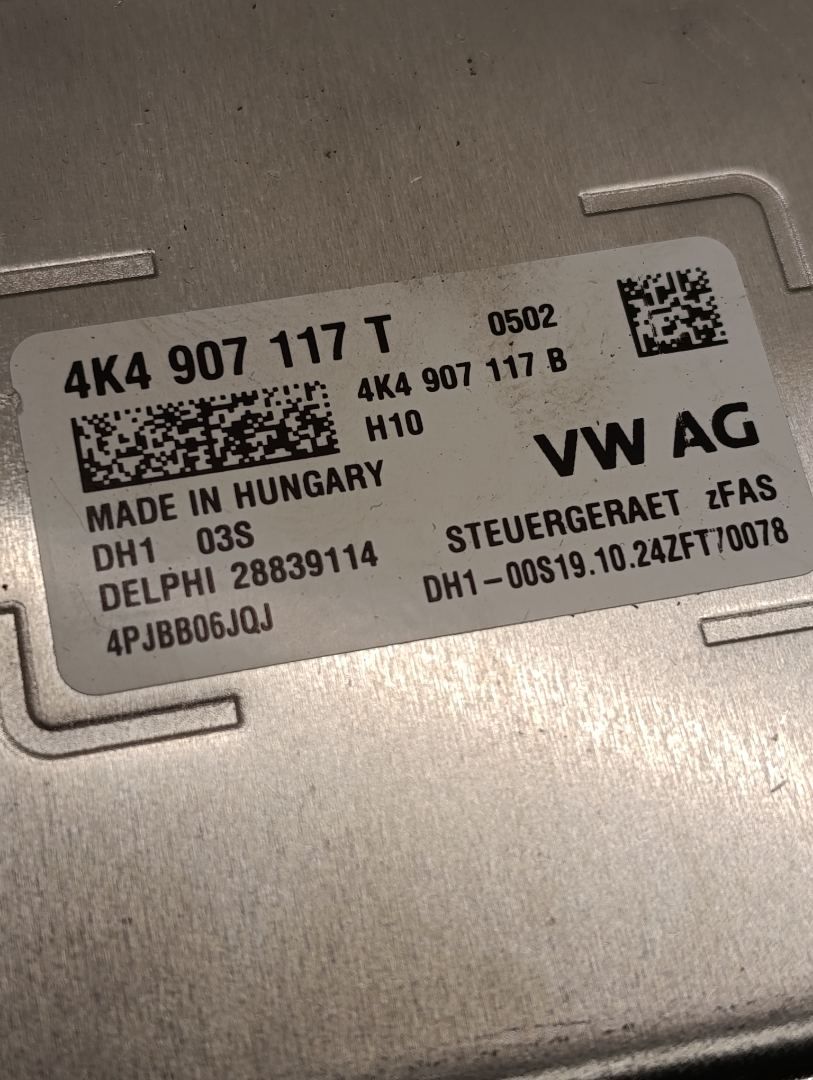 4K4 907 117 T 0502
4K4 907 117 B
H10
VW AG
MADE IN HUNGARY
DH1 03S
STEUERGERAET zFAS
DELPHI 28839114
DH1-00S19.10.24ZFT70078
4PJBB06JQJ